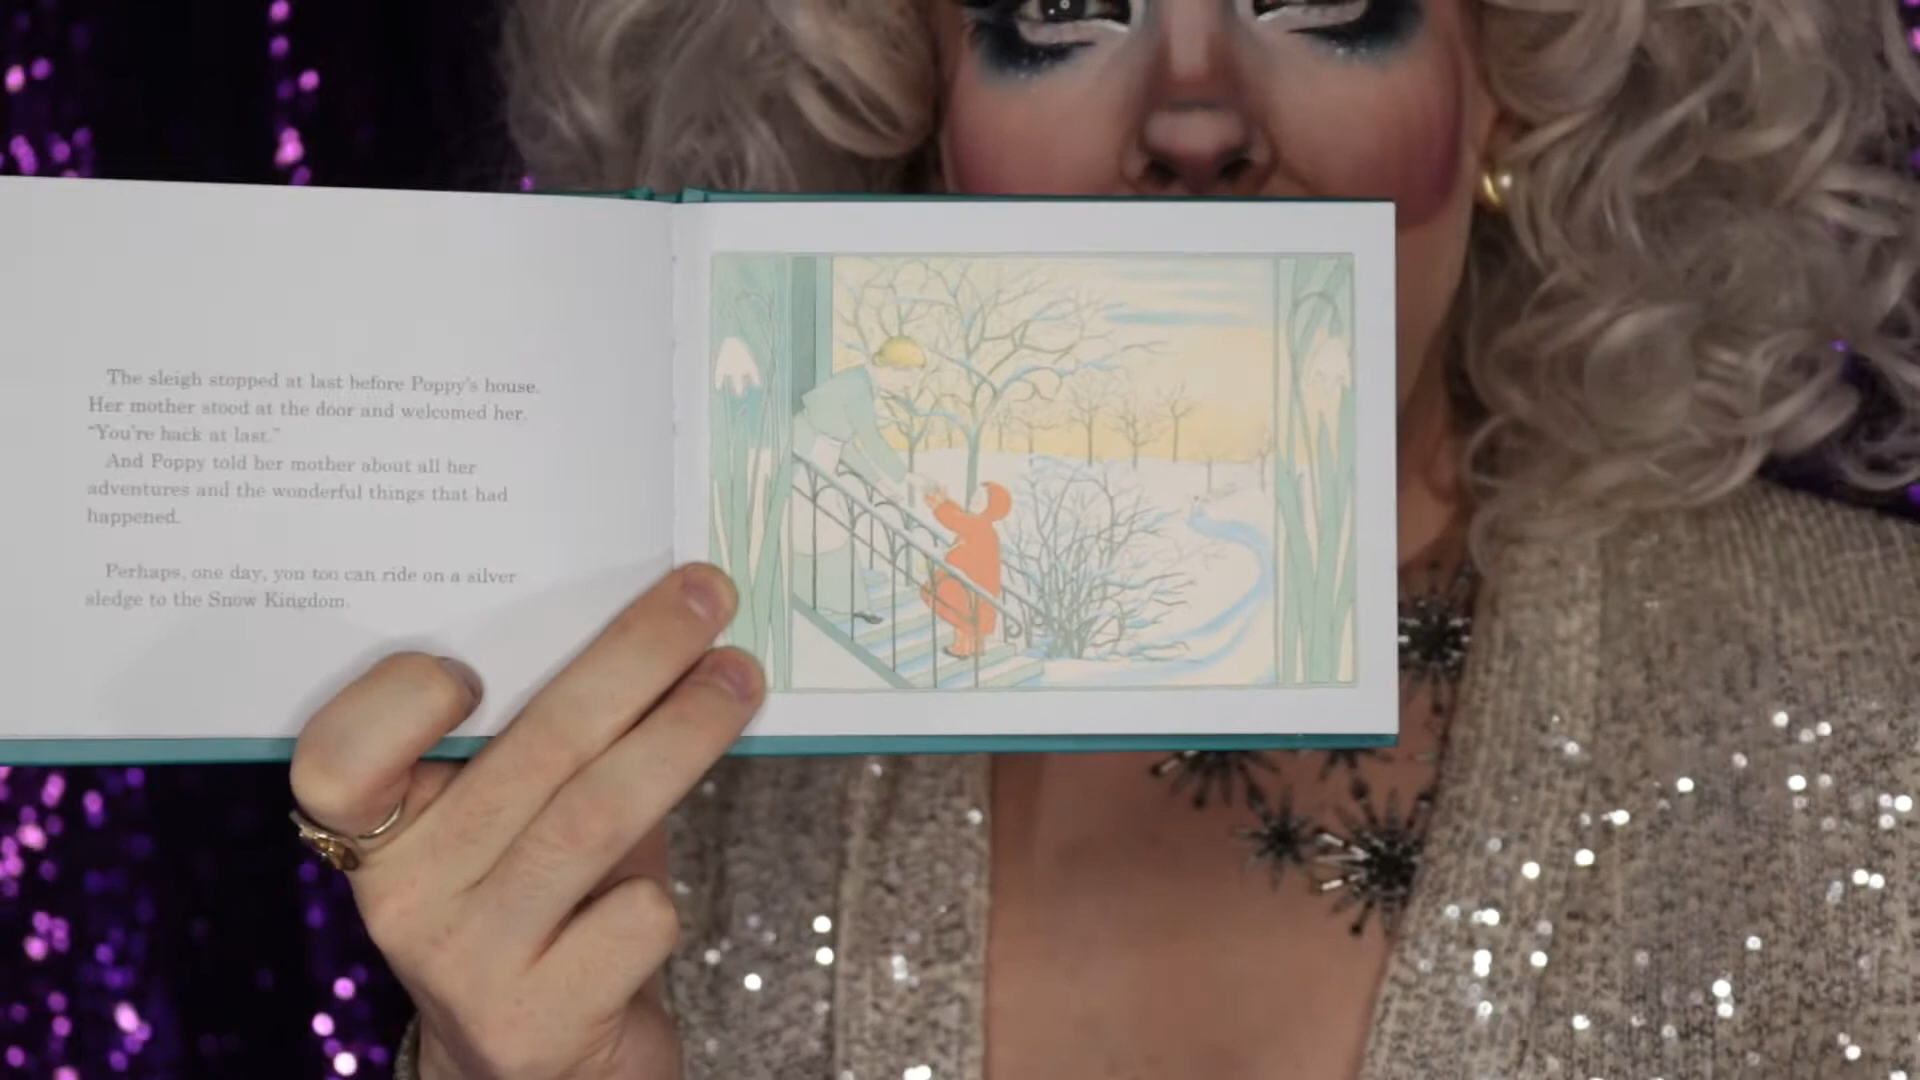 The sleigh stopped at last before Poppy's house.
Her mother stood at the door and welcomed her.
"You're back at last."
And Poppy told her mother about all her
adventures and the wonderful things that had
happened.
Perhaps, one day, you too can ride on a silver
sledge to the Snow Kingdom.